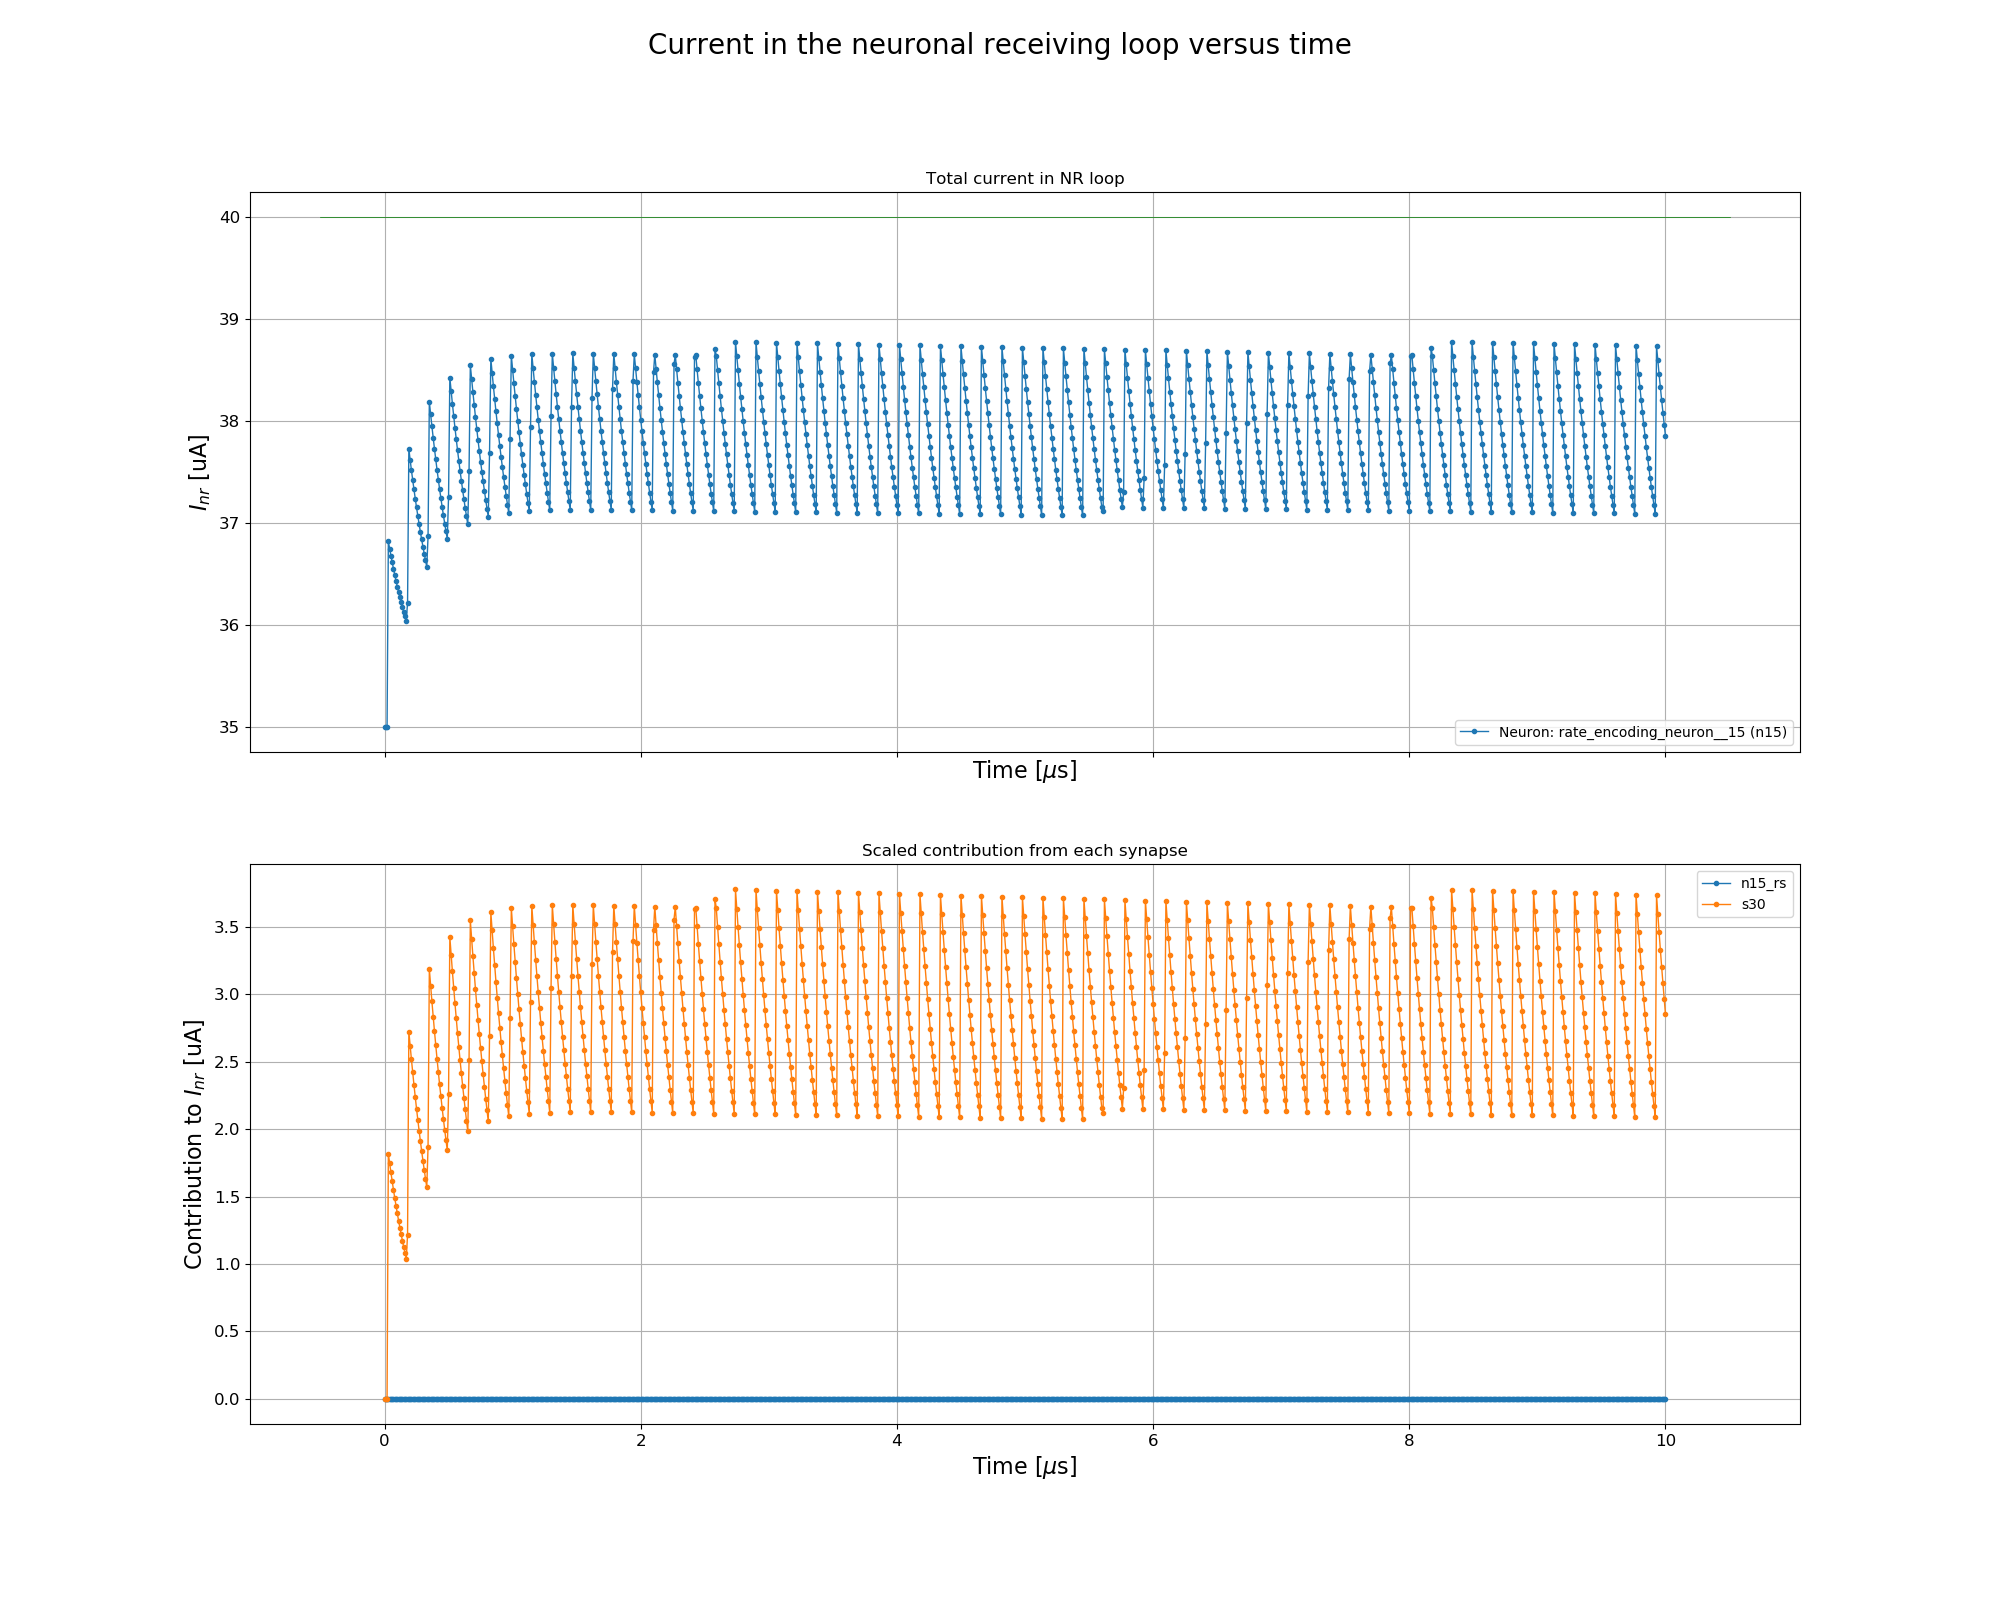 Current in the neuronal receiving loop versus time
Total current in NR loop
40
39
38
37
36
35
I_nr [uA]
Neuron: rate_encoding_neuron__15 (n15)
Time [μs]
Scaled contribution from each synapse
n15_rs
s30
3.5
3.0
2.5
2.0
1.5
1.0
0.5
0.0
Contribution to I_nr [uA]
0 2 4 6 8 10
Time [μs]